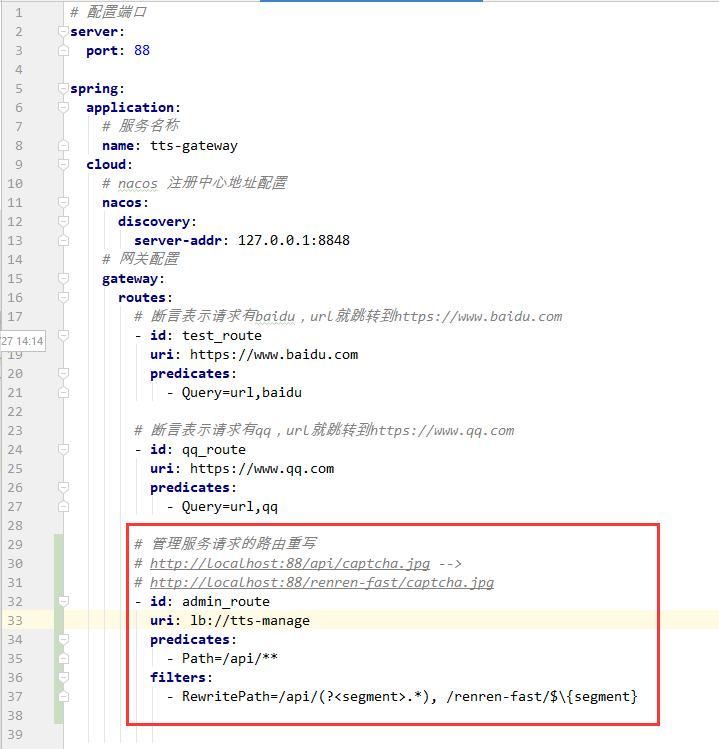 1 # 配置端口
2 server:
3   port: 88
4
5 spring:
6   application:
7     # 服务名称
8     name: tts-gateway
9   cloud:
10     # nacos 注册中心地址配置
11     nacos:
12       discovery:
13         server-addr: 127.0.0.1:8848
14     # 网关配置
15     gateway:
16       routes:
17         # 断言表示请求有baidu，url就跳转到https://www.baidu.com
/27 14:14         - id: test_route
19           uri: https://www.baidu.com
20           predicates:
21             - Query=url,baidu
22
23         # 断言表示请求有qq，url就跳转到https://www.qq.com
24         - id: qq_route
25           uri: https://www.qq.com
26           predicates:
27             - Query=url,qq
28
29         # 管理服务请求的路由重写
30         # http://localhost:88/api/captcha.jpg -->
31         # http://localhost:88/renren-fast/captcha.jpg
32         - id: admin_route
33           uri: lb://tts-manage
34           predicates:
35             - Path=/api/**
36           filters:
37             - RewritePath=/api/(?<segment>.*), /renren-fast/$\{segment}
38
39